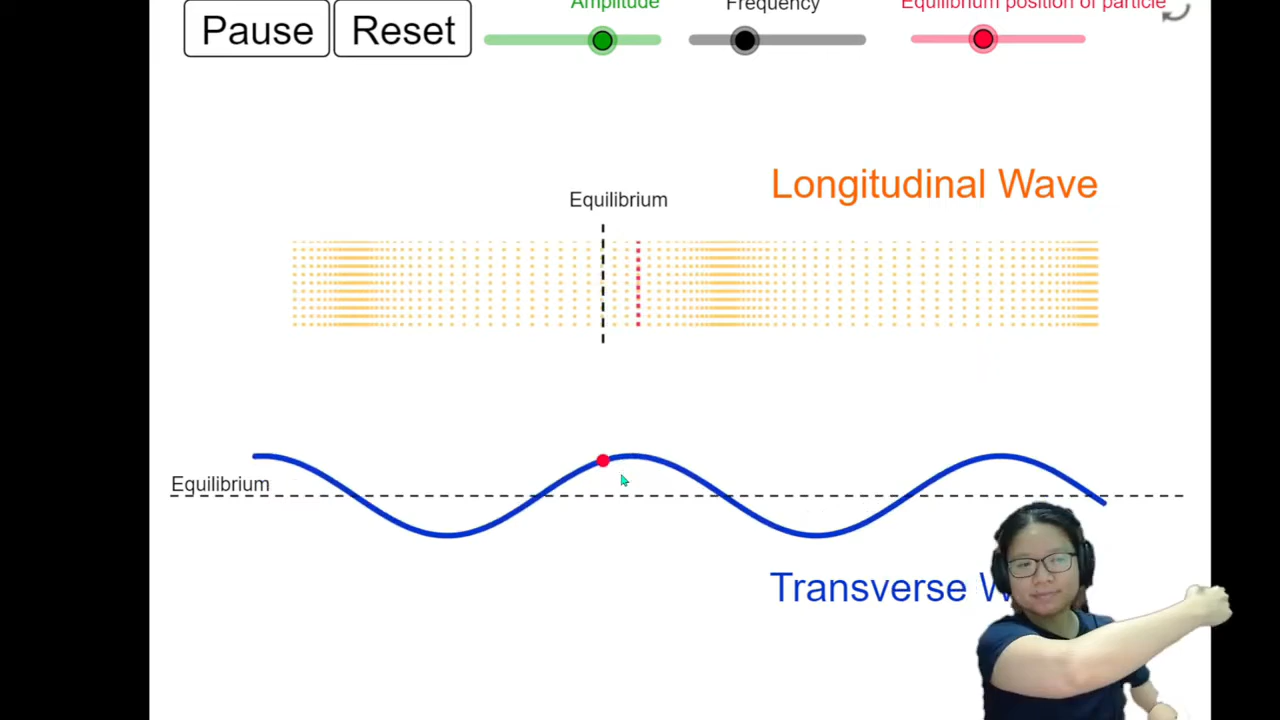 Amplitude
Frequency
Equilibrium position of particle
Pause
Reset
Longitudinal Wave
Equilibrium
Equilibrium
Transverse W